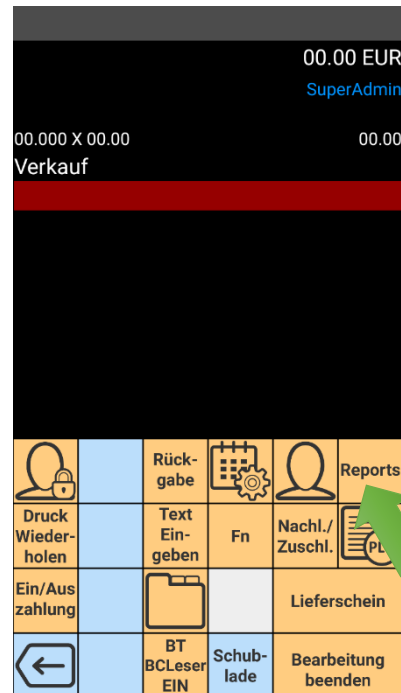 00.00 EUR
SuperAdmin
00.000 X 00.00 00.00
Verkauf
Rück-
gabe
Reports
Druck
Wieder-
holen
Text
Ein-
geben
Fn
Nachl./
Zuschl.
Ein/Aus
zahlung
Lieferschein
BT
BCLeser
EIN
Schub-
lade
Bearbeitung
beenden